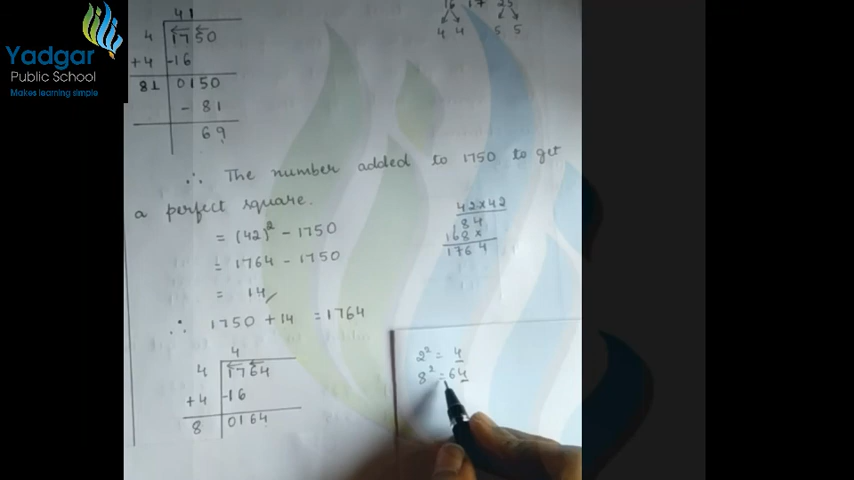 Yadgar
Public School
Makes learning simple
41
4 1750
+4 -16
81 0150
- 81
69
16 17 25
4 4 5 5
∴ The number added to 1750 to get
a perfect square.
= (42)² - 1750
= 1764 - 1750
= 14
∴ 1750 + 14 = 1764
42×42
84
168×
1764
4
4 1764
+4 -16
8 0164
2² = 4
8² = 64